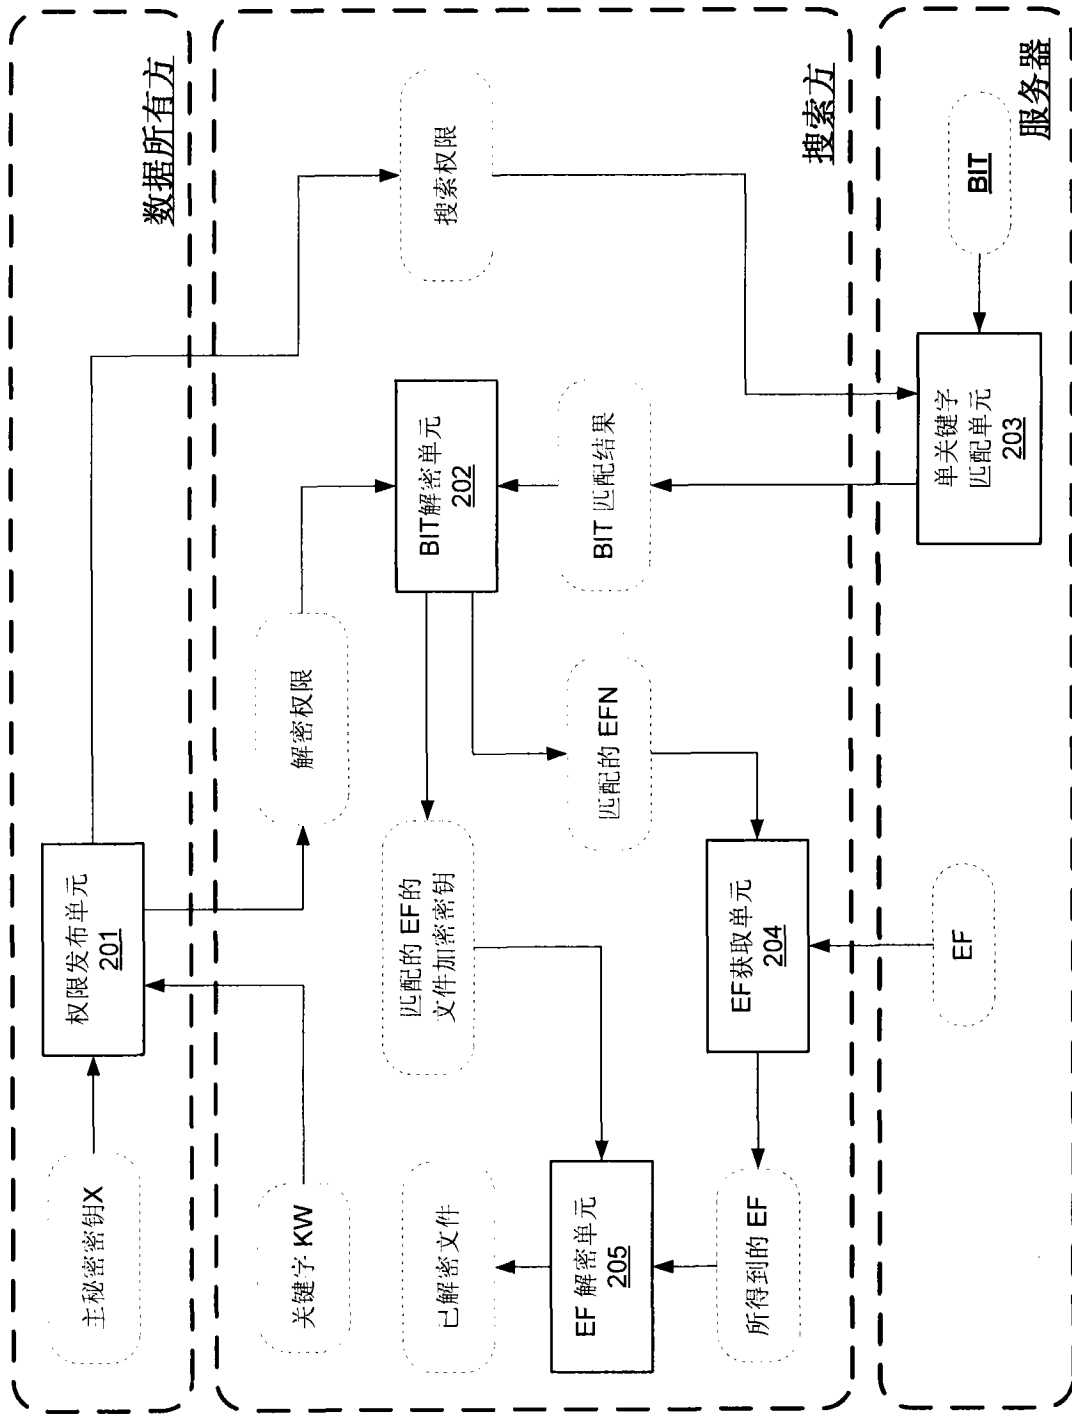 数据所有方
主秘密密钥X
权限发布单元
201
搜索方
关键字 KW
解密权限
搜索权限
已解密文件
匹配的 EF的
文件加密密钥
BIT解密单元
202
EF 解密单元
205
匹配的 EFN
BIT 匹配结果
所得到的 EF
EF获取单元
204
服务器
EF
单关键字
匹配单元
203
BIT